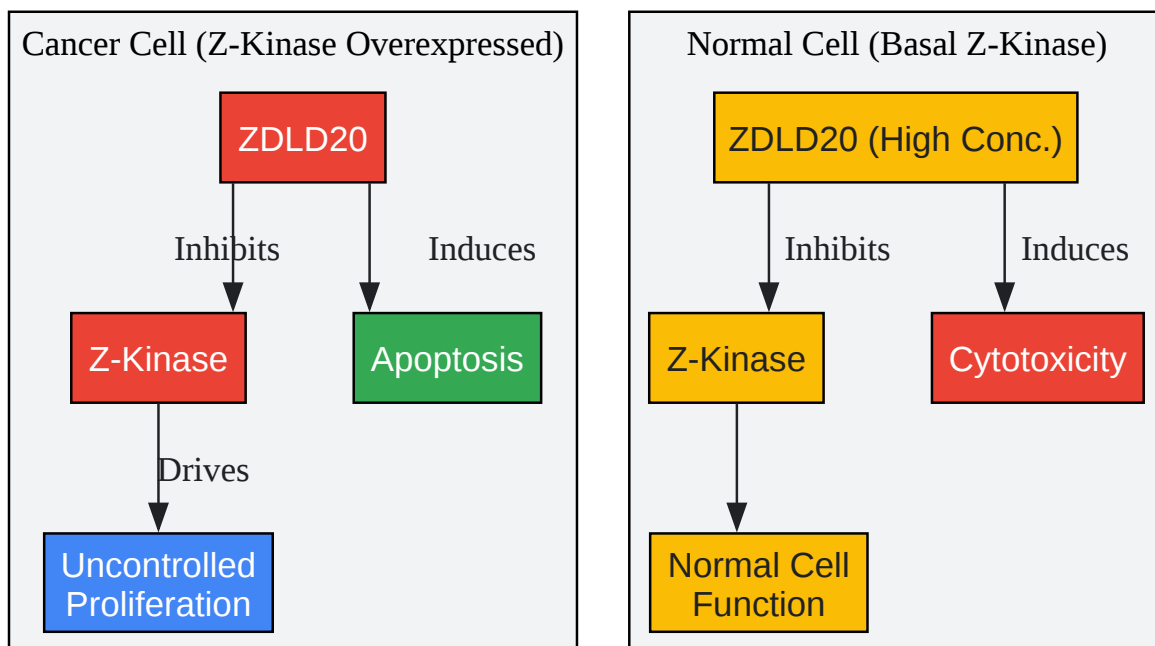 Cancer Cell (Z-Kinase Overexpressed)
ZDLD20
Inhibits
Induces
Z-Kinase
Apoptosis
Drives
Uncontrolled
Proliferation
Normal Cell (Basal Z-Kinase)
ZDLD20 (High Conc.)
Inhibits
Induces
Z-Kinase
Cytotoxicity
Normal Cell
Function